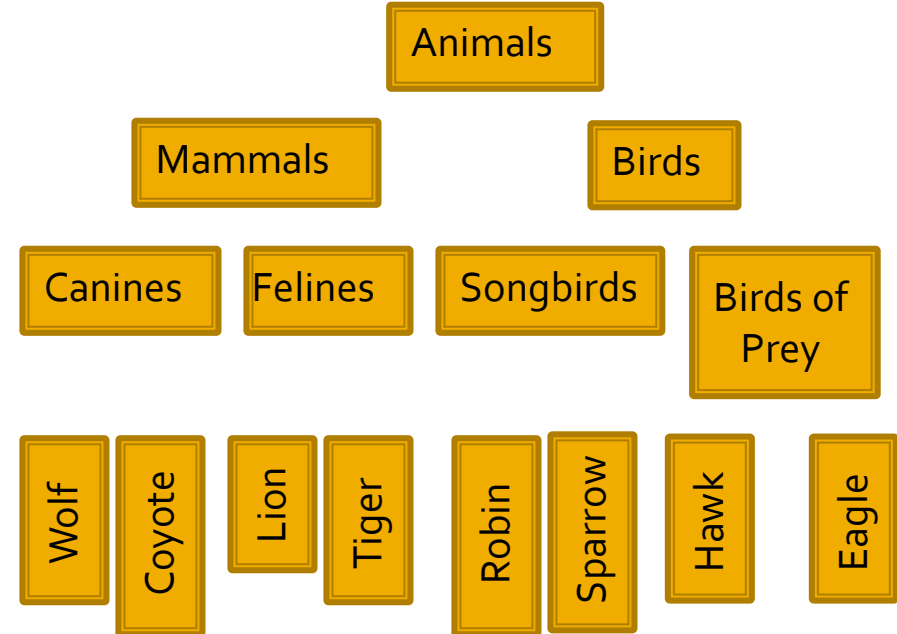 Animals
Mammals
Birds
Canines
Felines
Songbirds
Birds of
Prey
Wolf
Coyote
Lion
Tiger
Robin
Sparrow
Hawk
Eagle